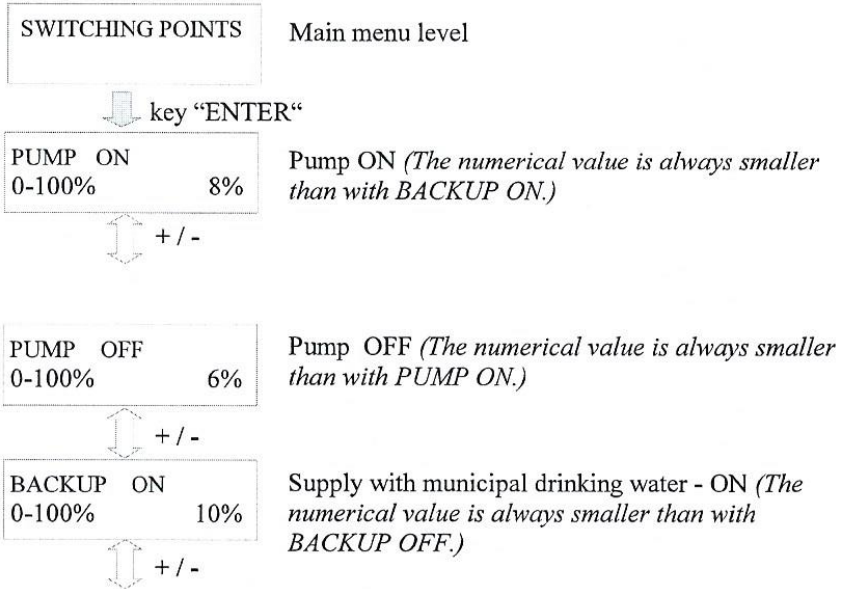 SWITCHING POINTS
Main menu level
key “ENTER“
PUMP ON
0-100% 8%
Pump ON (The numerical value is always smaller
than with BACKUP ON.)
+ / -
PUMP OFF
0-100% 6%
Pump OFF (The numerical value is always smaller
than with PUMP ON.)
+ / -
BACKUP ON
0-100% 10%
Supply with municipal drinking water - ON (The
numerical value is always smaller than with
BACKUP OFF.)
+ / -